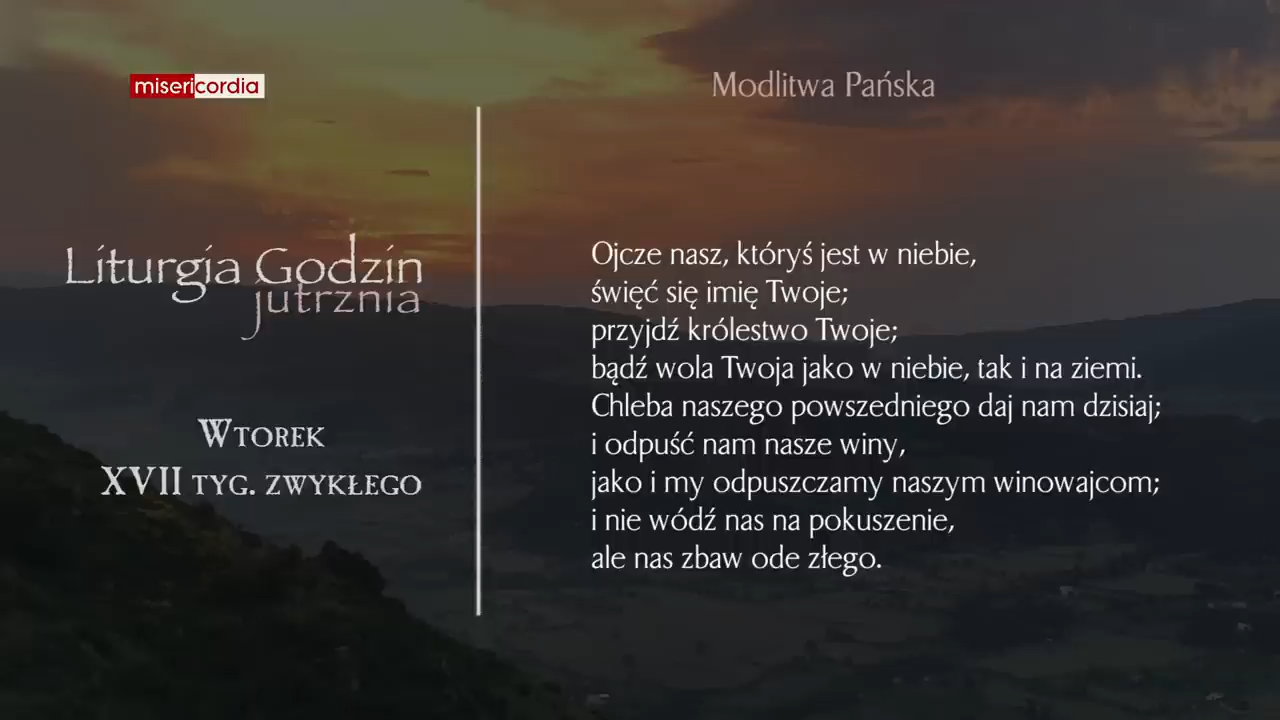 misericordia
Modlitwa Pańska
Liturgia Godzin
jutrznia
Wtorek
XVII tyg. zwykłego
Ojcze nasz, któryś jest w niebie,
święć się imię Twoje;
przyjdź królestwo Twoje;
bądź wola Twoja jako w niebie, tak i na ziemi.
Chleba naszego powszedniego daj nam dzisiaj;
i odpuść nam nasze winy,
jako i my odpuszczamy naszym winowajcom;
i nie wódź nas na pokuszenie,
ale nas zbaw ode złego.